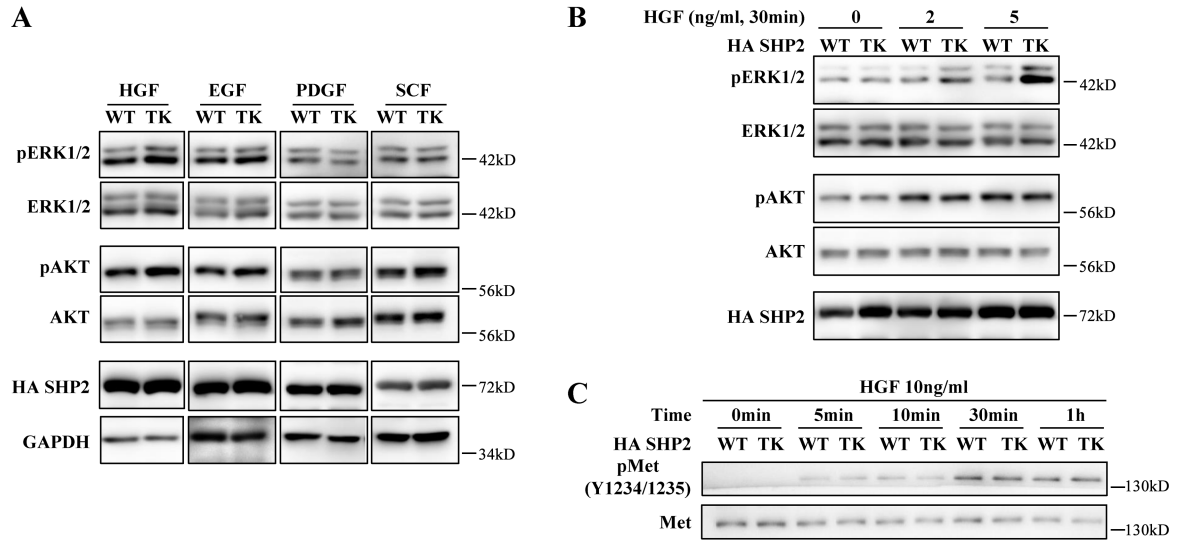 A
HGF EGF PDGF SCF
WT TK WT TK WT TK WT TK
pERK1/2
42kD
ERK1/2
42kD
pAKT
56kD
AKT
56kD
HA SHP2
72kD
GAPDH
34kD
B
HGF (ng/ml, 30min) 0 2 5
HA SHP2 WT TK WT TK WT TK
pERK1/2
42kD
ERK1/2
42kD
pAKT
56kD
AKT
56kD
HA SHP2
72kD
C
HGF 10ng/ml
Time 0min 5min 10min 30min 1h
HA SHP2 WT TK WT TK WT TK WT TK WT TK
pMet
(Y1234/1235)
130kD
Met
130kD